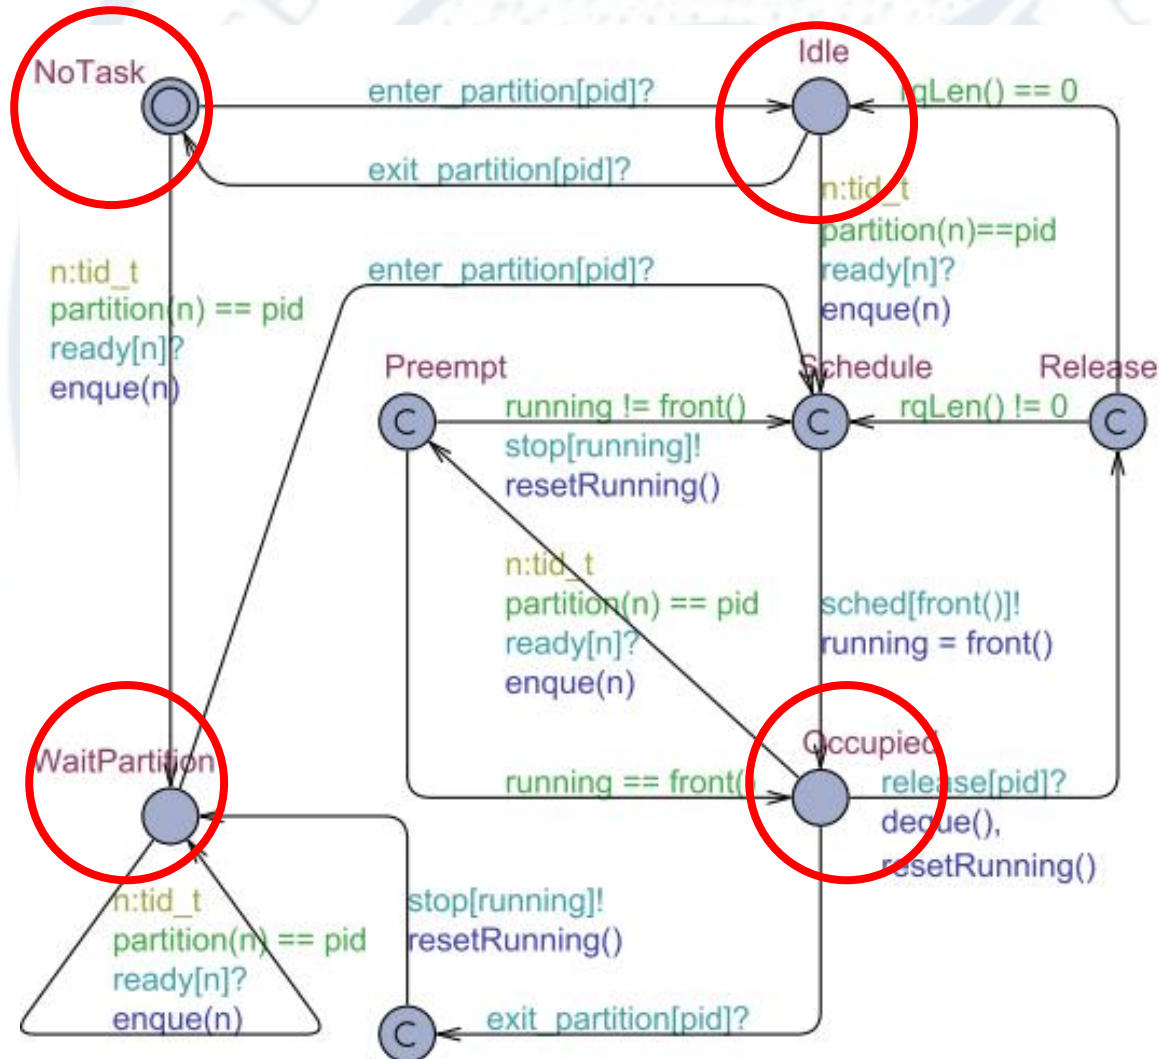 NoTask
enter_partition[pid]?
Idle
rqLen() == 0
exit_partition[pid]?
n:tid_t
partition(n) == pid
ready[n]?
enque(n)
n:tid_t
partition(n)==pid
ready[n]?
enque(n)
enter_partition[pid]?
Preempt
Schedule
Release
C
running != front()
stop[running]!
resetRunning()
C
rqLen() != 0
C
n:tid_t
partition(n) == pid
ready[n]?
enque(n)
sched[front()]!
running = front()
WaitPartition
running == front(
Occupied
release[pid]?
deque(),
resetRunning()
n:tid_t
partition(n) == pid
ready[n]?
enque(n)
stop[running]!
resetRunning()
C
exit_partition[pid]?